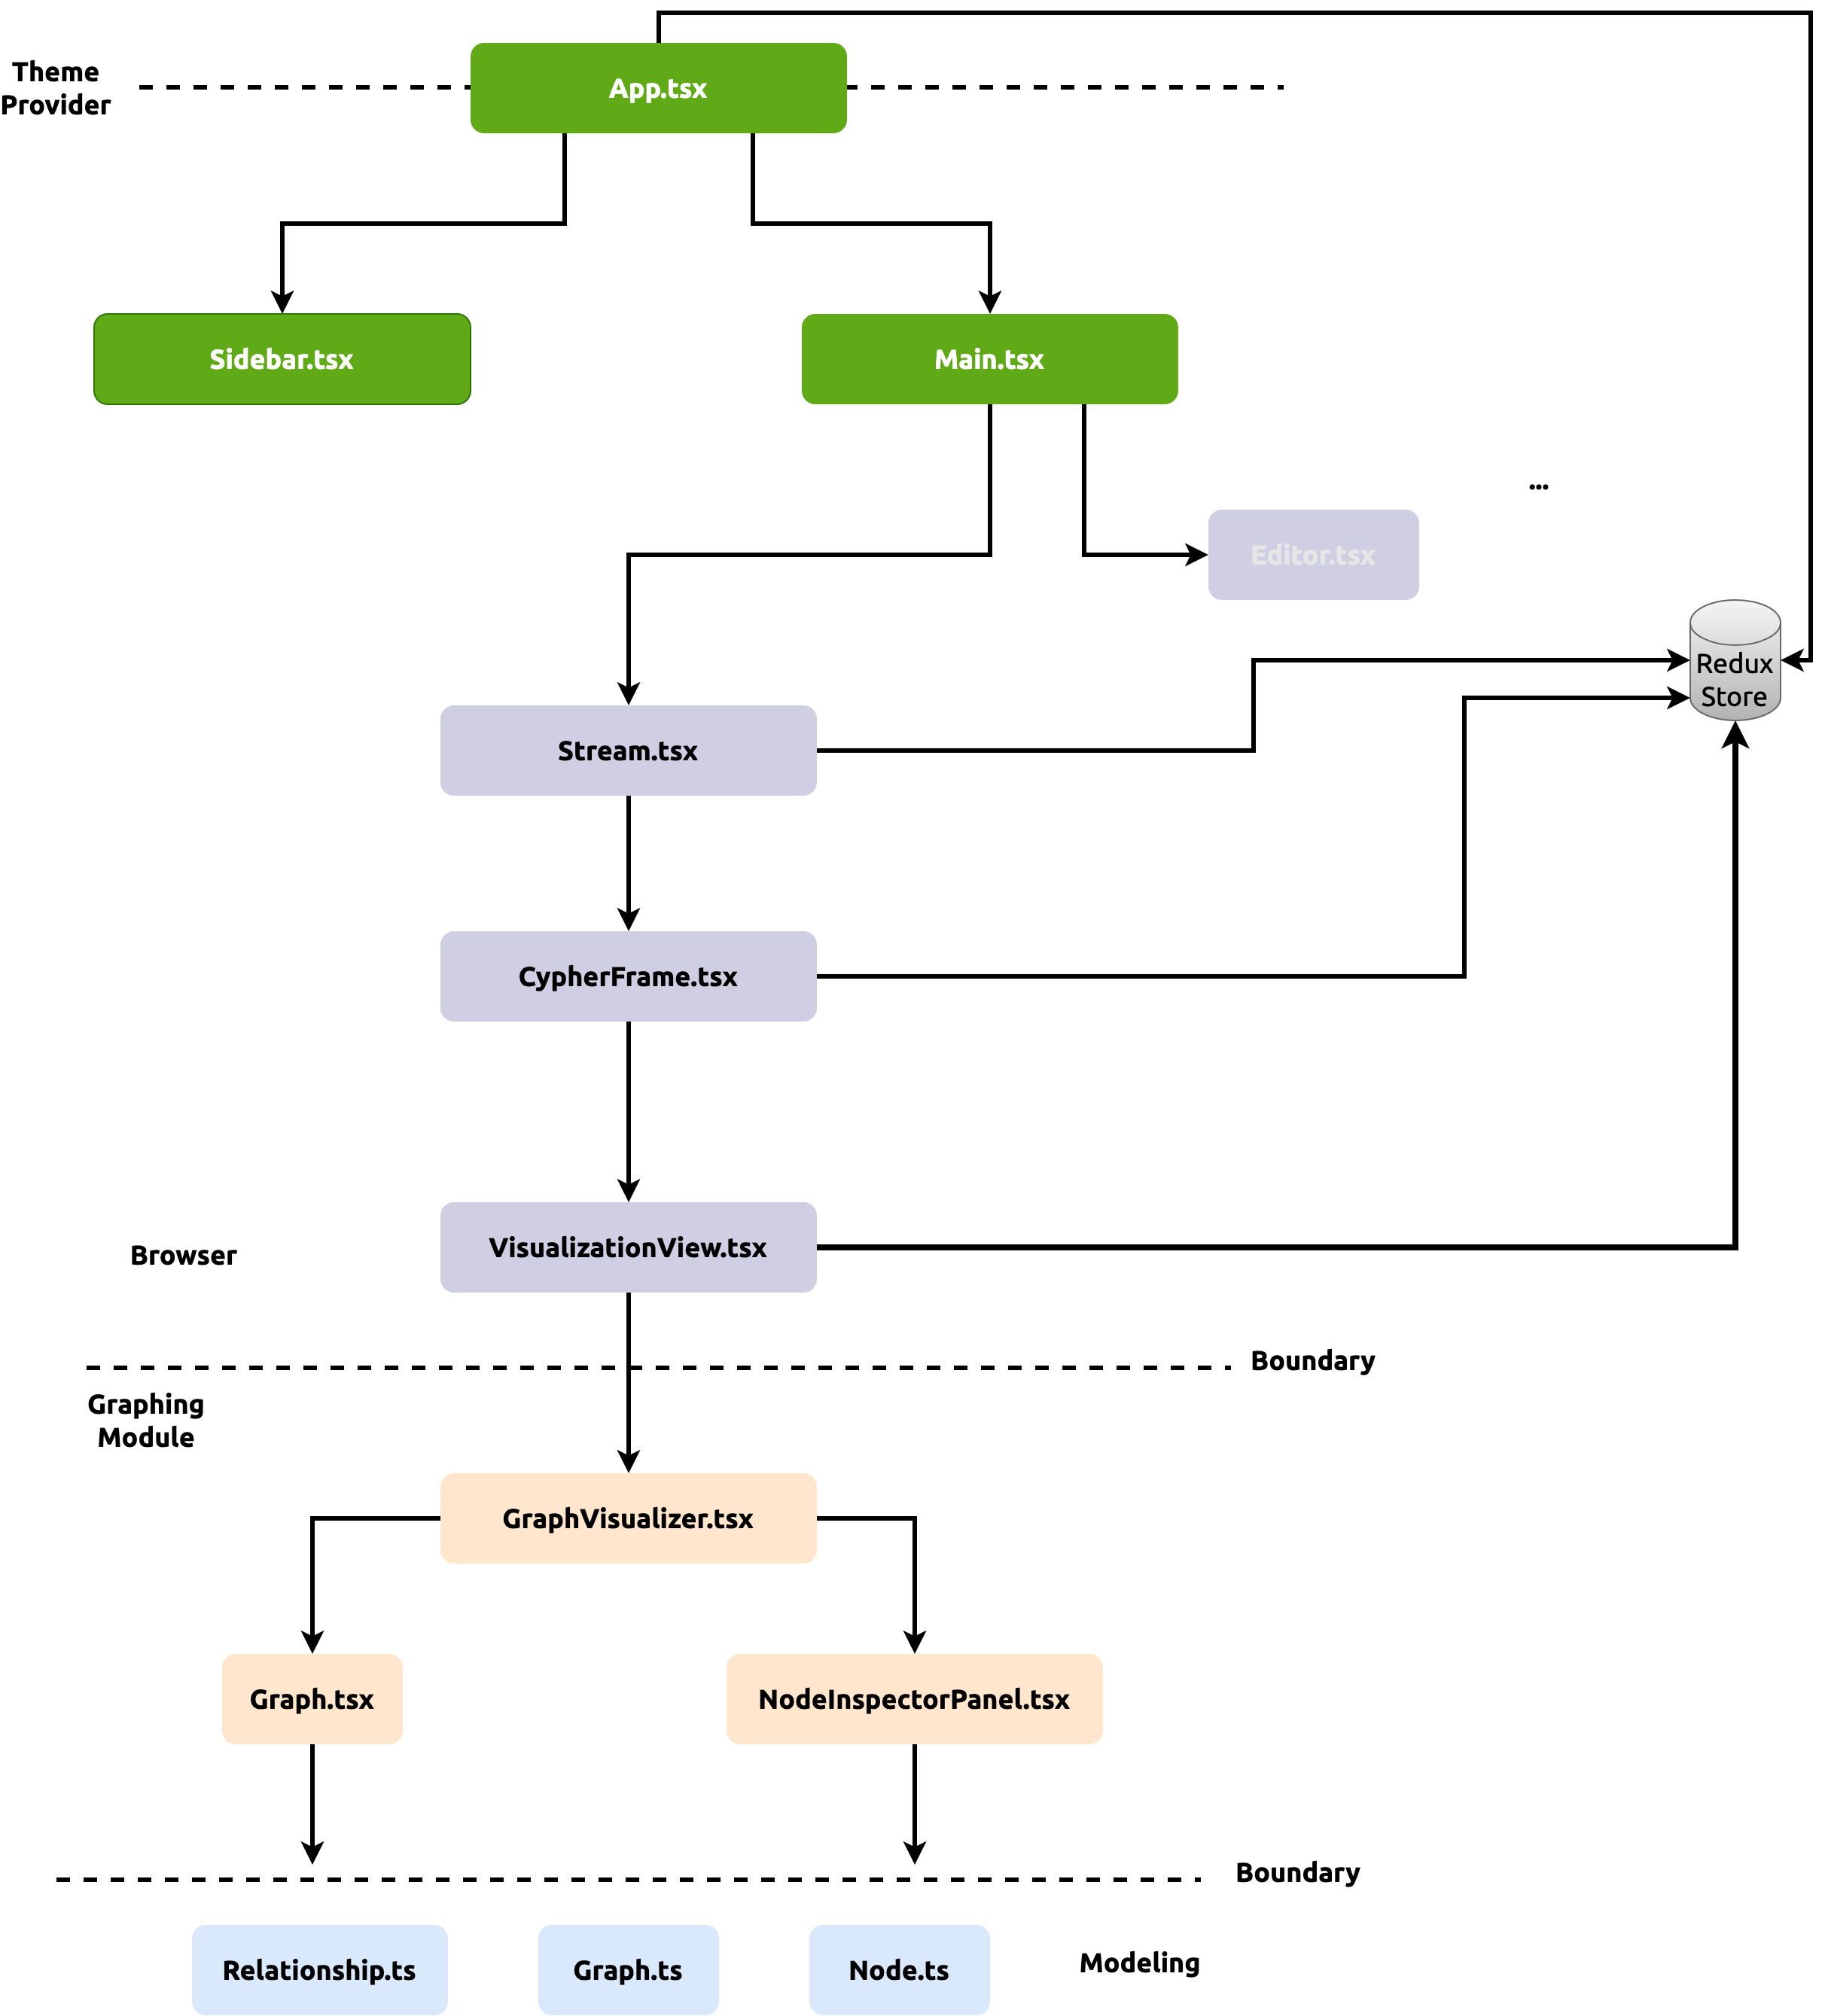 Theme
Provider
App.tsx
Sidebar.tsx
Main.tsx
...
Editor.tsx
Redux
Store
Stream.tsx
CypherFrame.tsx
VisualizationView.tsx
Browser
Boundary
Graphing
Module
GraphVisualizer.tsx
Graph.tsx
NodeInspectorPanel.tsx
Boundary
Relationship.ts
Graph.ts
Node.ts
Modeling